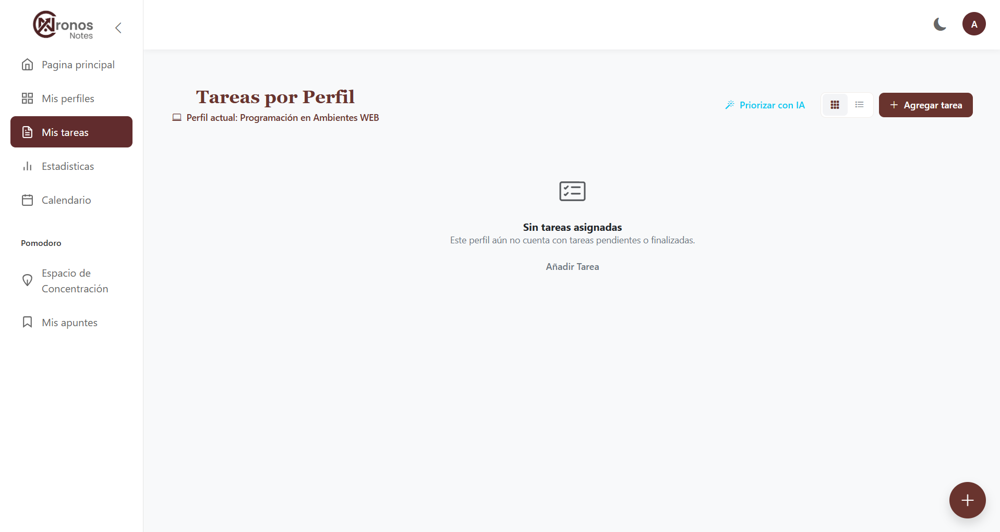 ronos
Notes
Pagina principal
Mis perfiles
Mis tareas
Estadisticas
Calendario
Pomodoro
Espacio de
Concentración
Mis apuntes
A
Tareas por Perfil
Perfil actual: Programación en Ambientes WEB
Priorizar con IA
Agregar tarea
Sin tareas asignadas
Este perfil aún no cuenta con tareas pendientes o finalizadas.
Añadir Tarea